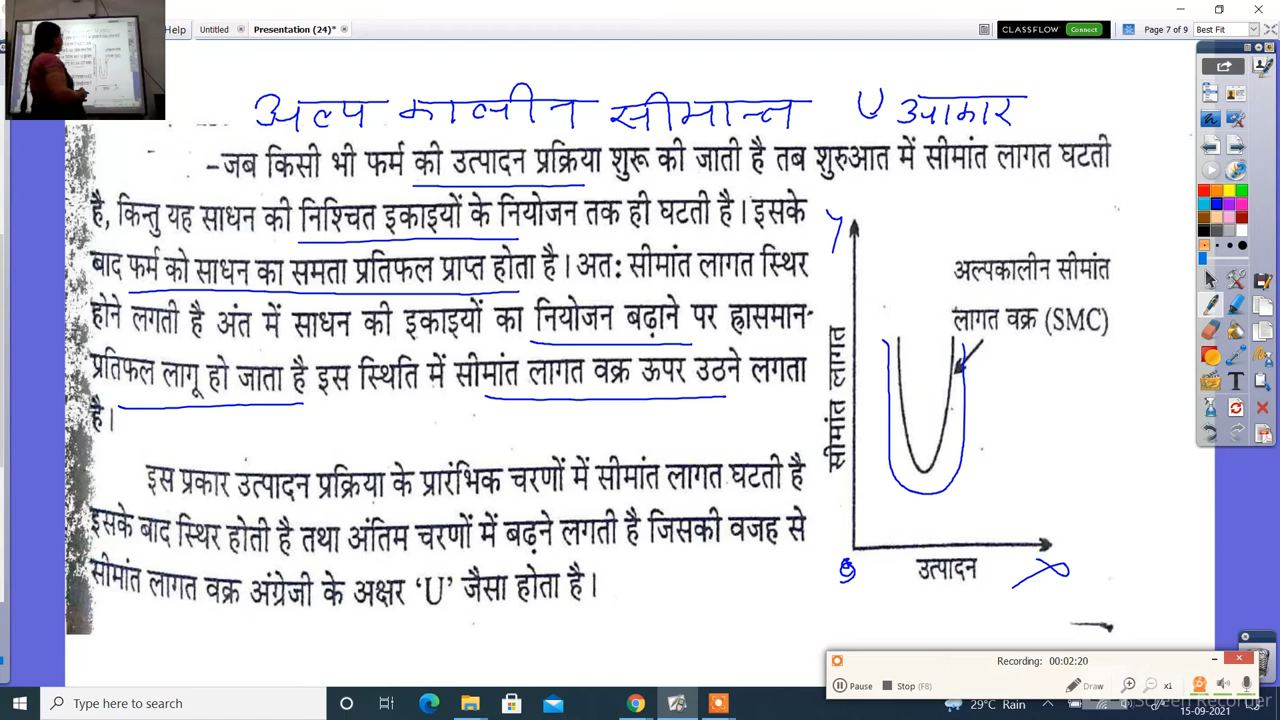 Help
Untitled
Presentation (24)*
CLASSFLOW
Connect
Page 7 of 9
Best Fit
अल्पकालीन सीमान्त U आकार
-जब किसी भी फर्म की उत्पादन प्रक्रिया शुरू की जाती है तब शुरुआत में सीमांत लागत घटती
है, किन्तु यह साधन की निश्चित इकाइयों के नियोजन तक ही घटती है। इसके
बाद फर्म को साधन का समता प्रतिफल प्राप्त होता है। अतः सीमांत लागत स्थिर
होने लगती है अंत में साधन की इकाइयों का नियोजन बढ़ाने पर ह्रासमान-
प्रतिफल लागू हो जाता है इस स्थिति में सीमांत लागत वक्र ऊपर उठने लगता
है।
इस प्रकार उत्पादन प्रक्रिया के प्रारंभिक चरणों में सीमांत लागत घटती है
इसके बाद स्थिर होती है तथा अंतिम चरणों में बढ़ने लगती है जिसकी वजह से
सीमांत लागत वक्र अंग्रेजी के अक्षर ‘U’ जैसा होता है।
y
अल्पकालीन सीमांत
लागत वक्र (SMC)
सीमांत लागत
उत्पादन
x
Recording: 00:02:20
Pause
Stop (F8)
Draw
x1
Screen Recorder
Type here to search
29°C Rain
15-09-2021